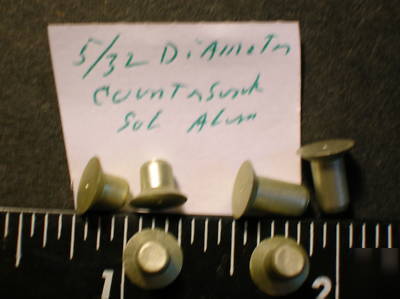 5/32 Diameter
Countersunk
Sol Alum
1
2